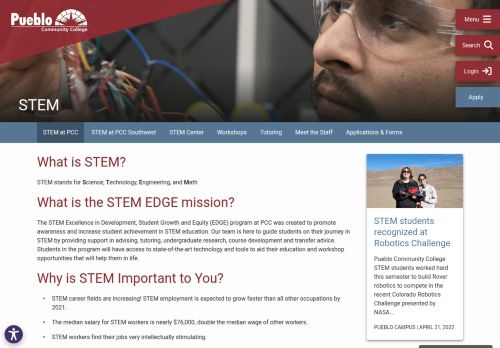 Pueblo
Community College
Menu
Search
Login
Apply
STEM
STEM at PCC
STEM at PCC Southwest
STEM Center
Workshops
Tutoring
Meet the Staff
Applications & Forms
What is STEM?
STEM stands for Science, Technology, Engineering, and Math
What is the STEM EDGE mission?
The STEM Excellence in Development, Student Growth and Equity (EDGE) program at PCC was created to promote
awareness and increase student achievement in STEM education. Our team is here to guide students on their journey in
STEM by providing support in advising, tutoring, undergraduate research, course development and transfer advice.
Students in the program will have access to state-of-the-art technology and tools to aid their education and workshop
opportunities that will help them in life.
Why is STEM Important to You?
• STEM career fields are increasing! STEM employment is expected to grow faster than all other occupations by
2021.
• The median salary for STEM workers is nearly $76,000, double the median wage of other workers.
• STEM workers find their jobs very intellectually stimulating.
STEM students
recognized at
Robotics Challenge
Pueblo Community College
STEM students worked hard
this semester to build Rover
robotics to compete in the
recent Colorado Robotics
Challenge presented by
NASA...
PUEBLO CAMPUS | APRIL 21, 2022